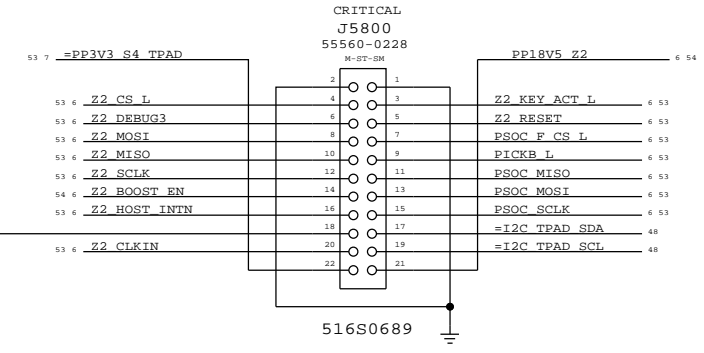 CRITICAL
J5800
55560-0228
M-ST-SM
53 7 =PP3V3_S4_TPAD
PP18V5_Z2 6 54
2 1
53 6 Z2_CS_L 4 3 Z2_KEY_ACT_L 6 53
53 6 Z2_DEBUG3 6 5 Z2_RESET 6 53
53 6 Z2_MOSI 8 7 PSOC_F_CS_L 6 53
53 6 Z2_MISO 10 9 PICKB_L 6 53
53 6 Z2_SCLK 12 11 PSOC_MISO 6 53
54 6 Z2_BOOST_EN 14 13 PSOC_MOSI 6 53
53 6 Z2_HOST_INTN 16 15 PSOC_SCLK 6 53
18 17 =I2C_TPAD_SDA 48
53 6 Z2_CLKIN 20 19 =I2C_TPAD_SCL 48
22 21
516S0689